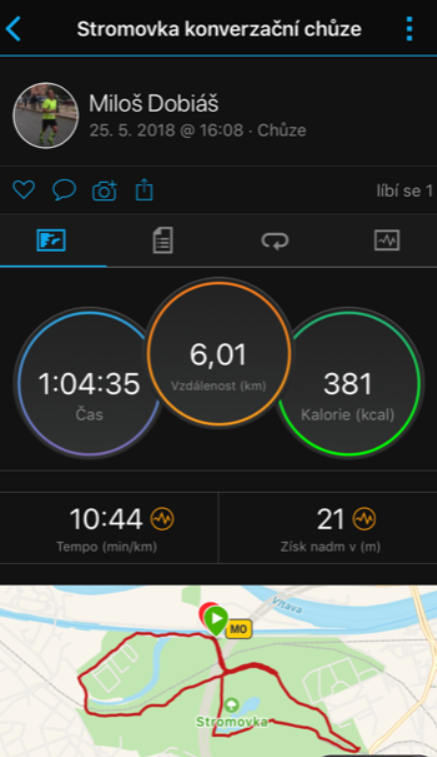 Stromovka konverzační chůze
Miloš Dobiáš
25. 5. 2018 @ 16:08 · Chůze
líbí se 1
1:04:35
Čas
6,01
Vzdálenost (km)
381
Kalorie (kcal)
10:44
Tempo (min/km)
21
Získ nadm v (m)
Vltava
MO
Stromovka